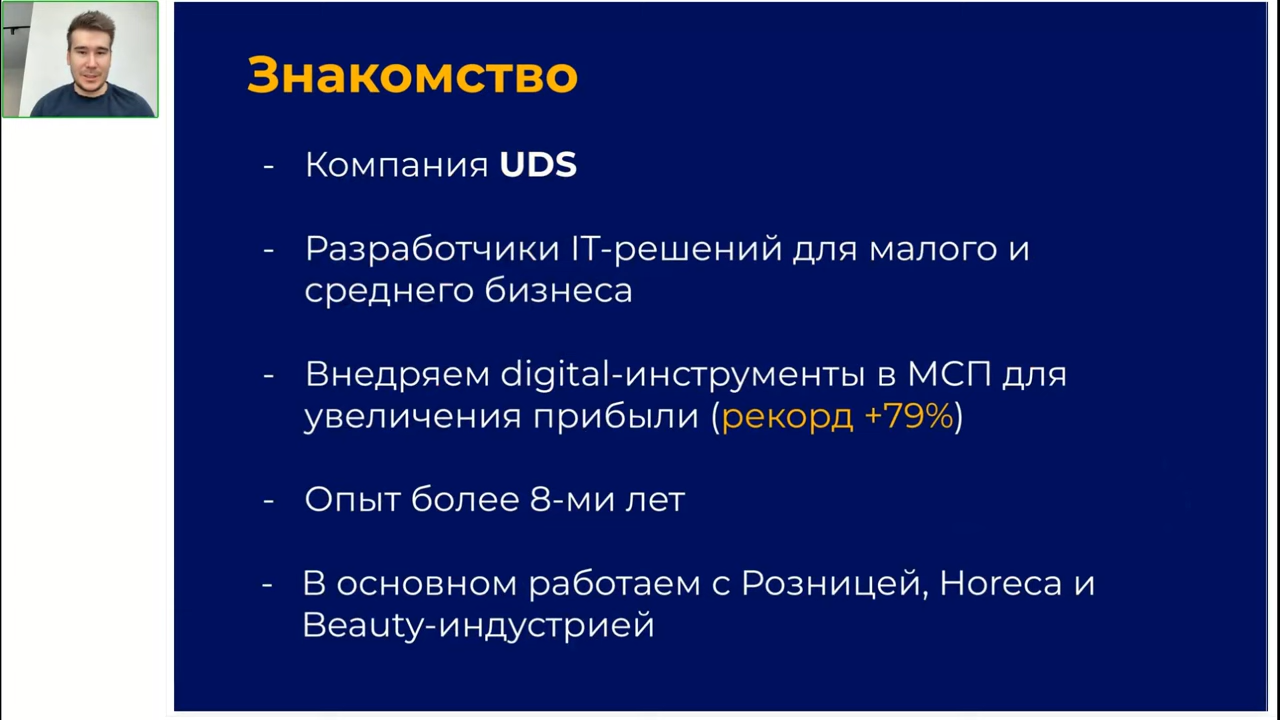 Знакомство
- Компания UDS
- Разработчики IT-решений для малого и
среднего бизнеса
- Внедряем digital-инструменты в МСП для
увеличения прибыли (рекорд +79%)
- Опыт более 8-ми лет
- В основном работаем с Розницей, Horeca и
Beauty-индустрией